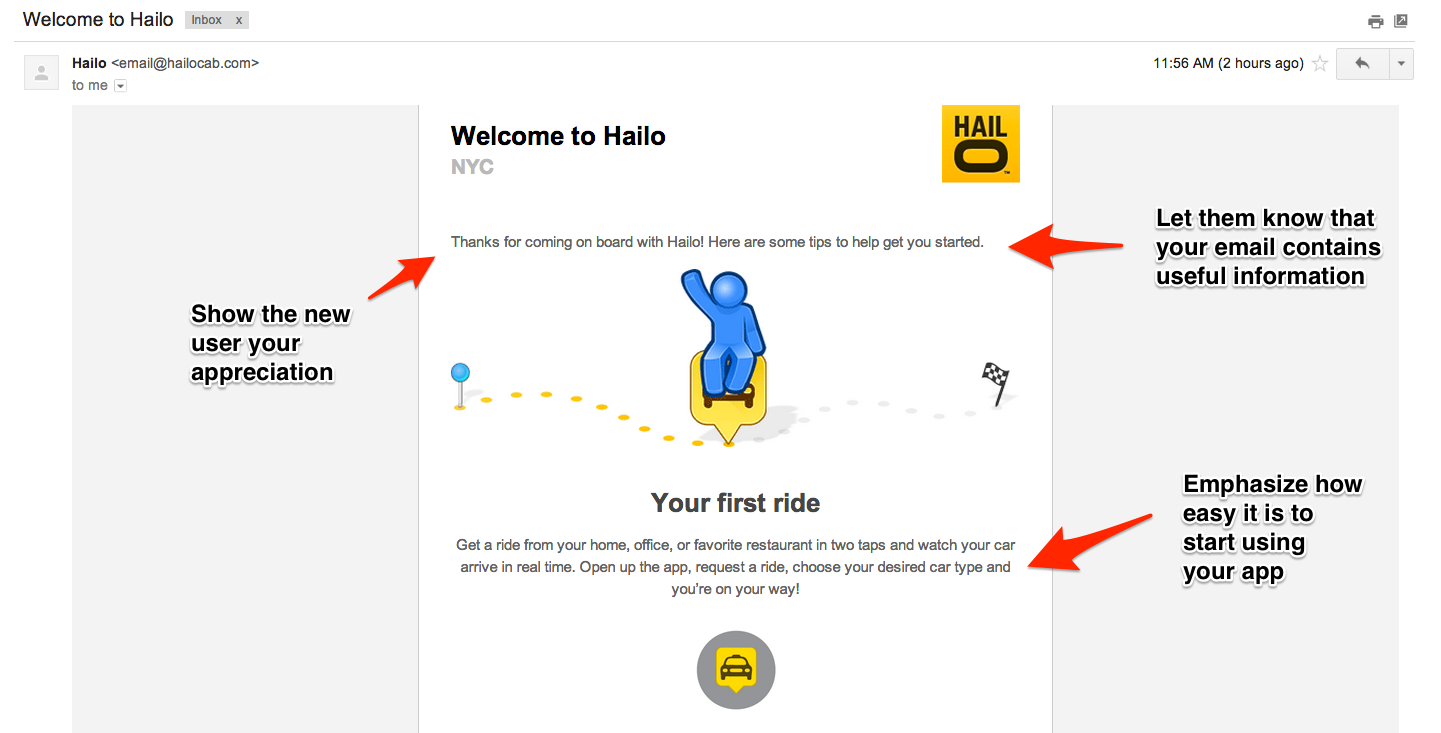 Welcome to Hailo Inbox x
Hailo <email@hailocab.com>
11:56 AM (2 hours ago)
to me
Welcome to Hailo
NYC
HAIL
O™
Thanks for coming on board with Hailo! Here are some tips to help get you started.
Let them know that
your email contains
useful information
Show the new
user your
appreciation
Your first ride
Get a ride from your home, office, or favorite restaurant in two taps and watch your car
arrive in real time. Open up the app, request a ride, choose your desired car type and
you’re on your way!
Emphasize how
easy it is to
start using
your app